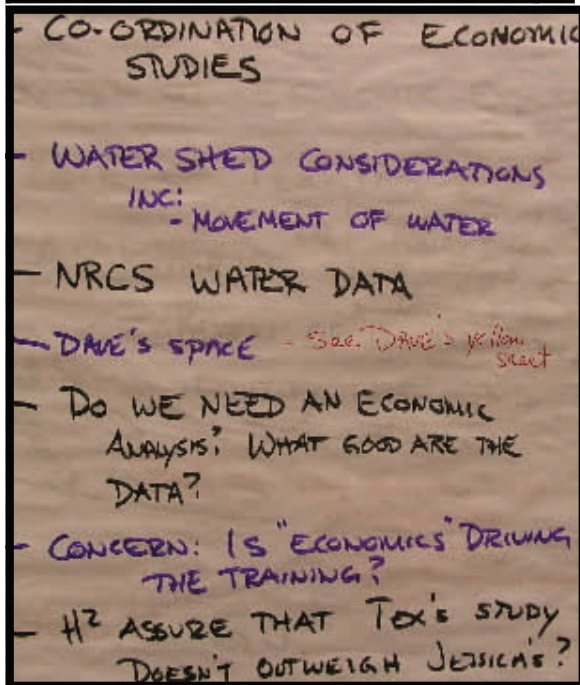 - CO-ORDINATION OF ECONOMIC
STUDIES
- WATER SHED CONSIDERATIONS
INC:
- MOVEMENT OF WATER
- NRCS WATER DATA
- DAVE'S SPACE - See "DAVE'S yellow
sheet
- DO WE NEED AN ECONOMIC
ANALYSIS? WHAT GOOD ARE THE
DATA?
- CONCERN: IS "ECONOMICS" DRIVING
THE TRAINING?
- H² ASSURE THAT TEX'S STUDY
DOESN'T OUTWEIGH JESSICA'S?